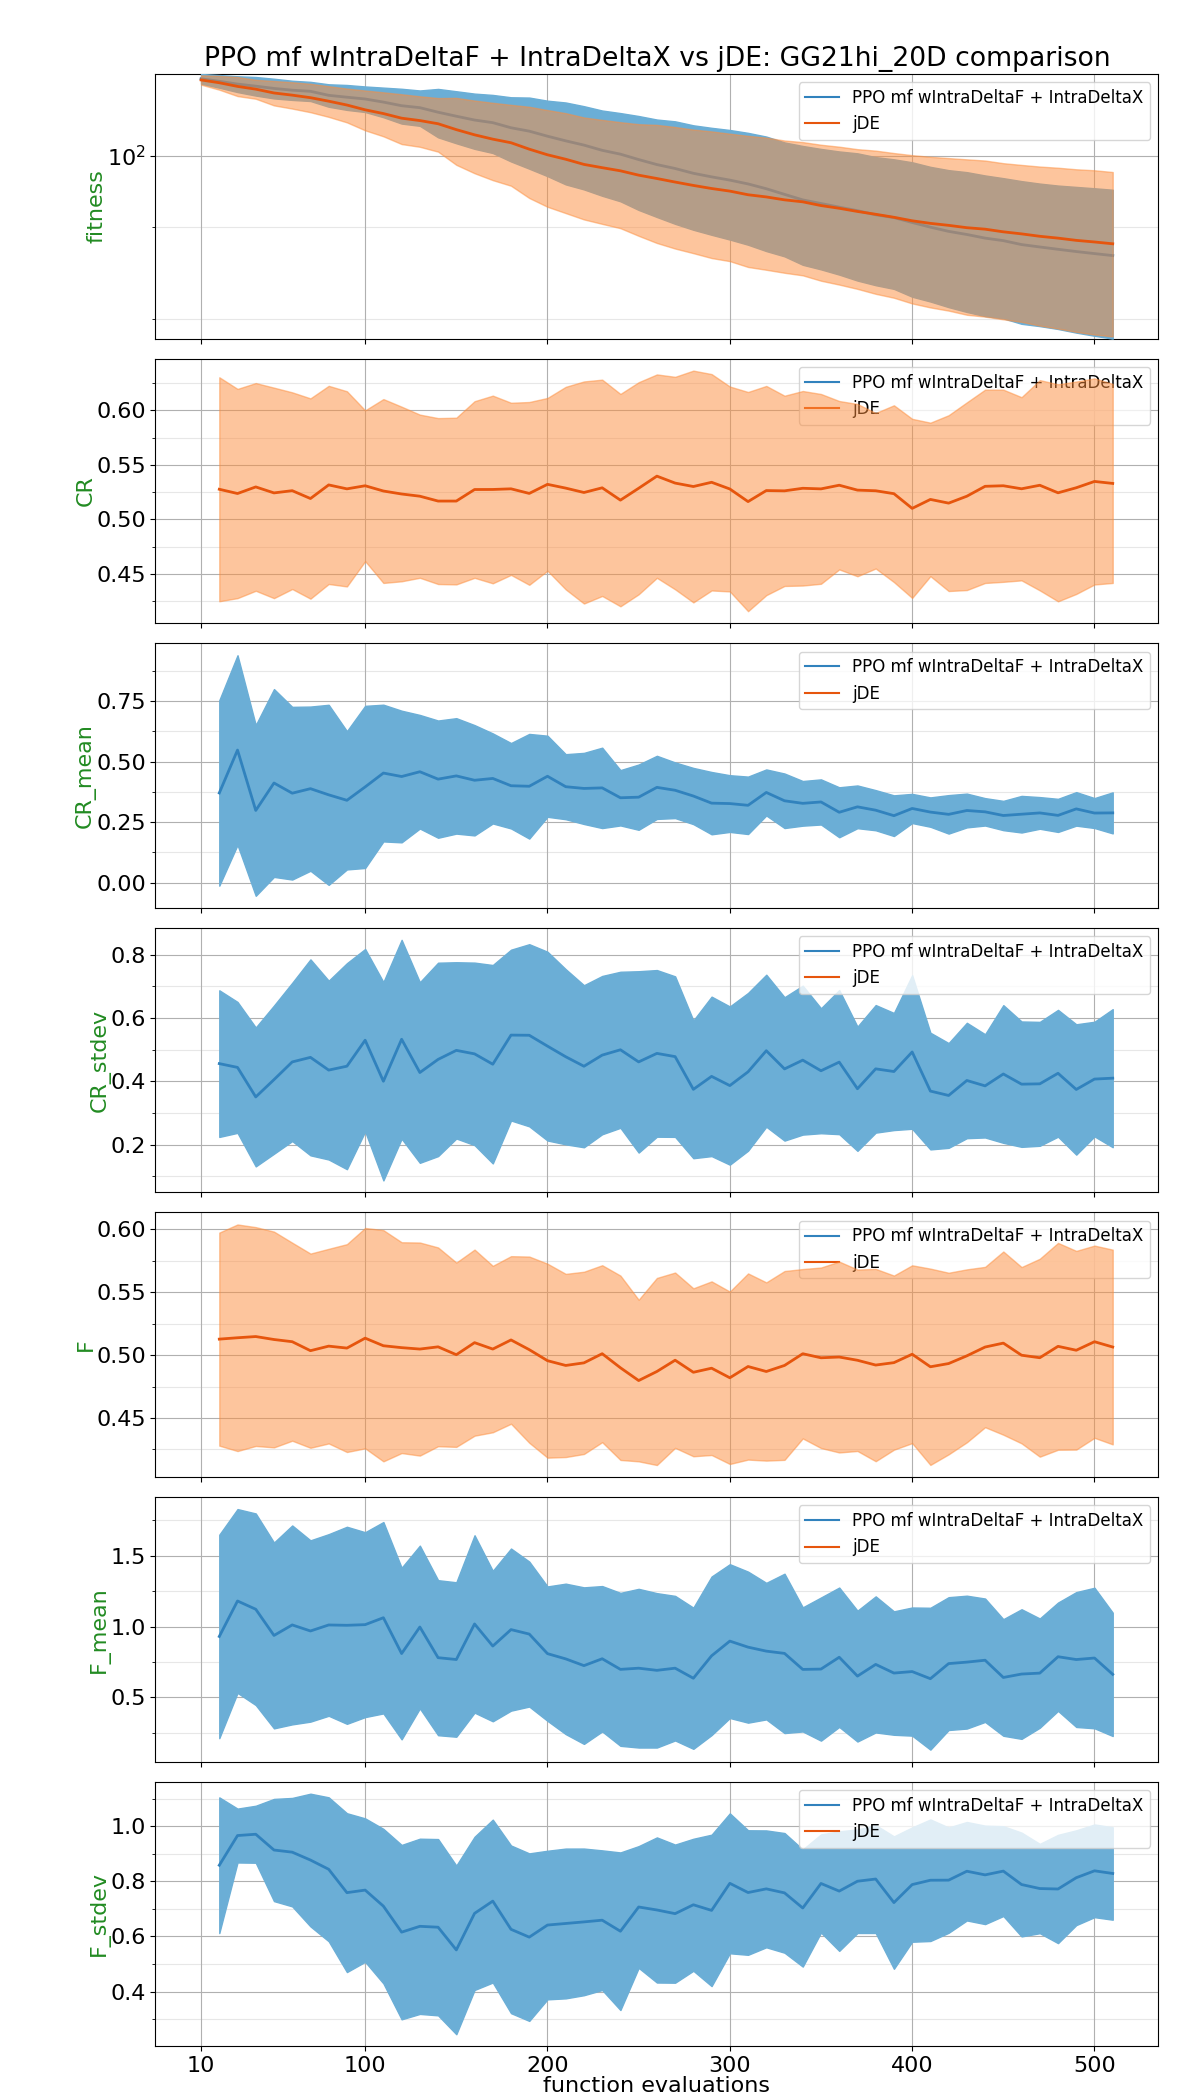 PPO mf wIntraDeltaF + IntraDeltaX vs jDE: GG21hi_20D comparison
PPO mf wIntraDeltaF + IntraDeltaX
jDE
10²
fitness
PPO mf wIntraDeltaF + IntraDeltaX
jDE
0.60
0.55
0.50
0.45
CR
PPO mf wIntraDeltaF + IntraDeltaX
jDE
0.75
0.50
0.25
0.00
CR_mean
PPO mf wIntraDeltaF + IntraDeltaX
jDE
0.8
0.6
0.4
0.2
CR_stdev
PPO mf wIntraDeltaF + IntraDeltaX
jDE
0.60
0.55
0.50
0.45
F
PPO mf wIntraDeltaF + IntraDeltaX
jDE
1.5
1.0
0.5
F_mean
PPO mf wIntraDeltaF + IntraDeltaX
jDE
1.0
0.8
0.6
0.4
F_stdev
10 100 200 300 400 500
function evaluations